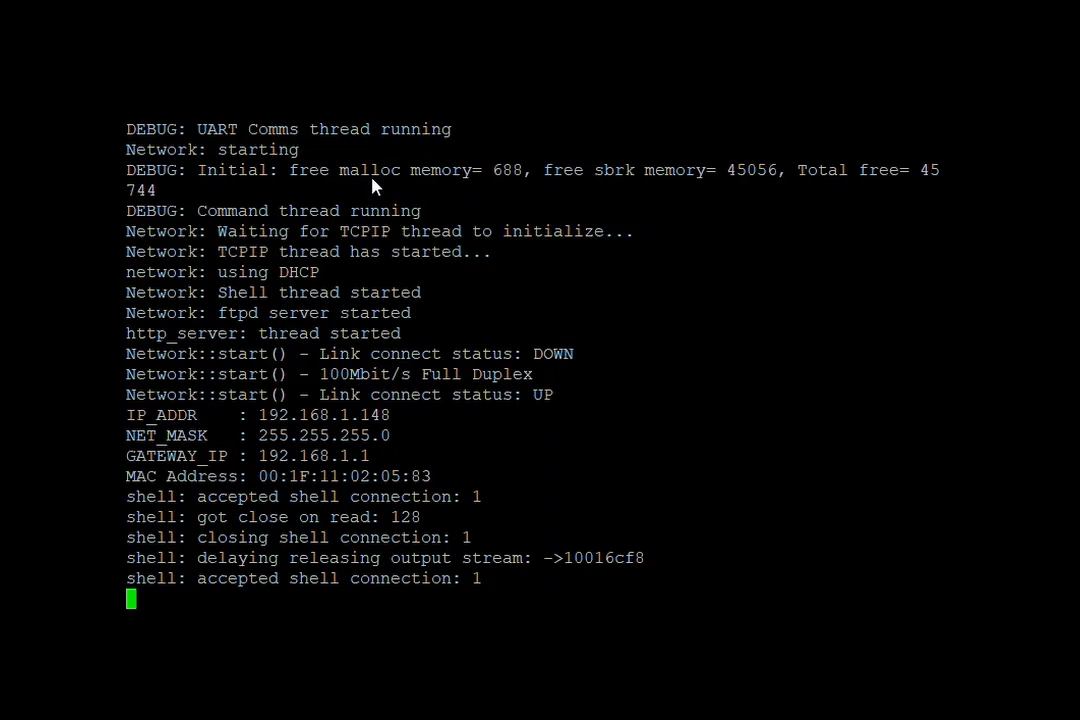 DEBUG: UART Comms thread running
Network: starting
DEBUG: Initial: free malloc memory= 688, free sbrk memory= 45056, Total free= 45
744
DEBUG: Command thread running
Network: Waiting for TCPIP thread to initialize...
Network: TCPIP thread has started...
network: using DHCP
Network: Shell thread started
Network: ftpd server started
http_server: thread started
Network::start() - Link connect status: DOWN
Network::start() - 100Mbit/s Full Duplex
Network::start() - Link connect status: UP
IP_ADDR    : 192.168.1.148
NET_MASK   : 255.255.255.0
GATEWAY_IP : 192.168.1.1
MAC Address: 00:1F:11:02:05:83
shell: accepted shell connection: 1
shell: got close on read: 128
shell: closing shell connection: 1
shell: delaying releasing output stream: ->10016cf8
shell: accepted shell connection: 1